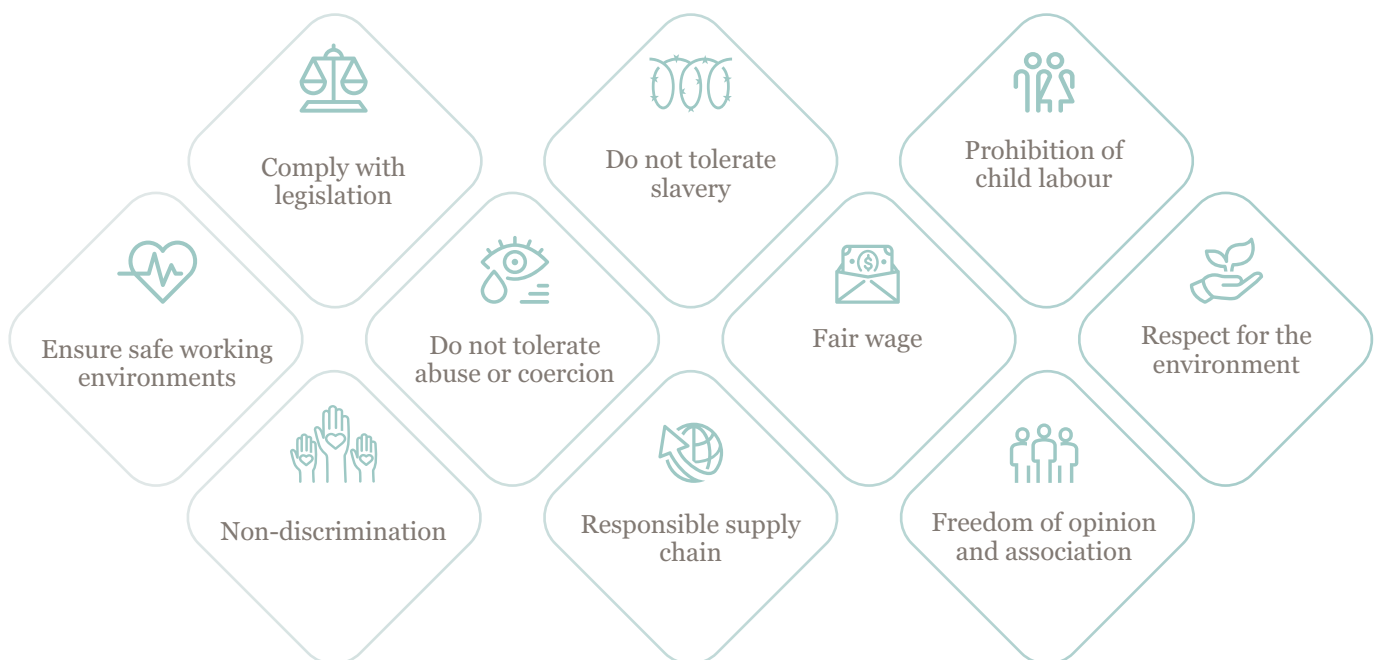 Comply with
legislation
Do not tolerate
slavery
Prohibition of
child labour
Ensure safe working
environments
Do not tolerate
abuse or coercion
Fair wage
Respect for the
environment
Non-discrimination
Responsible supply
chain
Freedom of opinion
and association